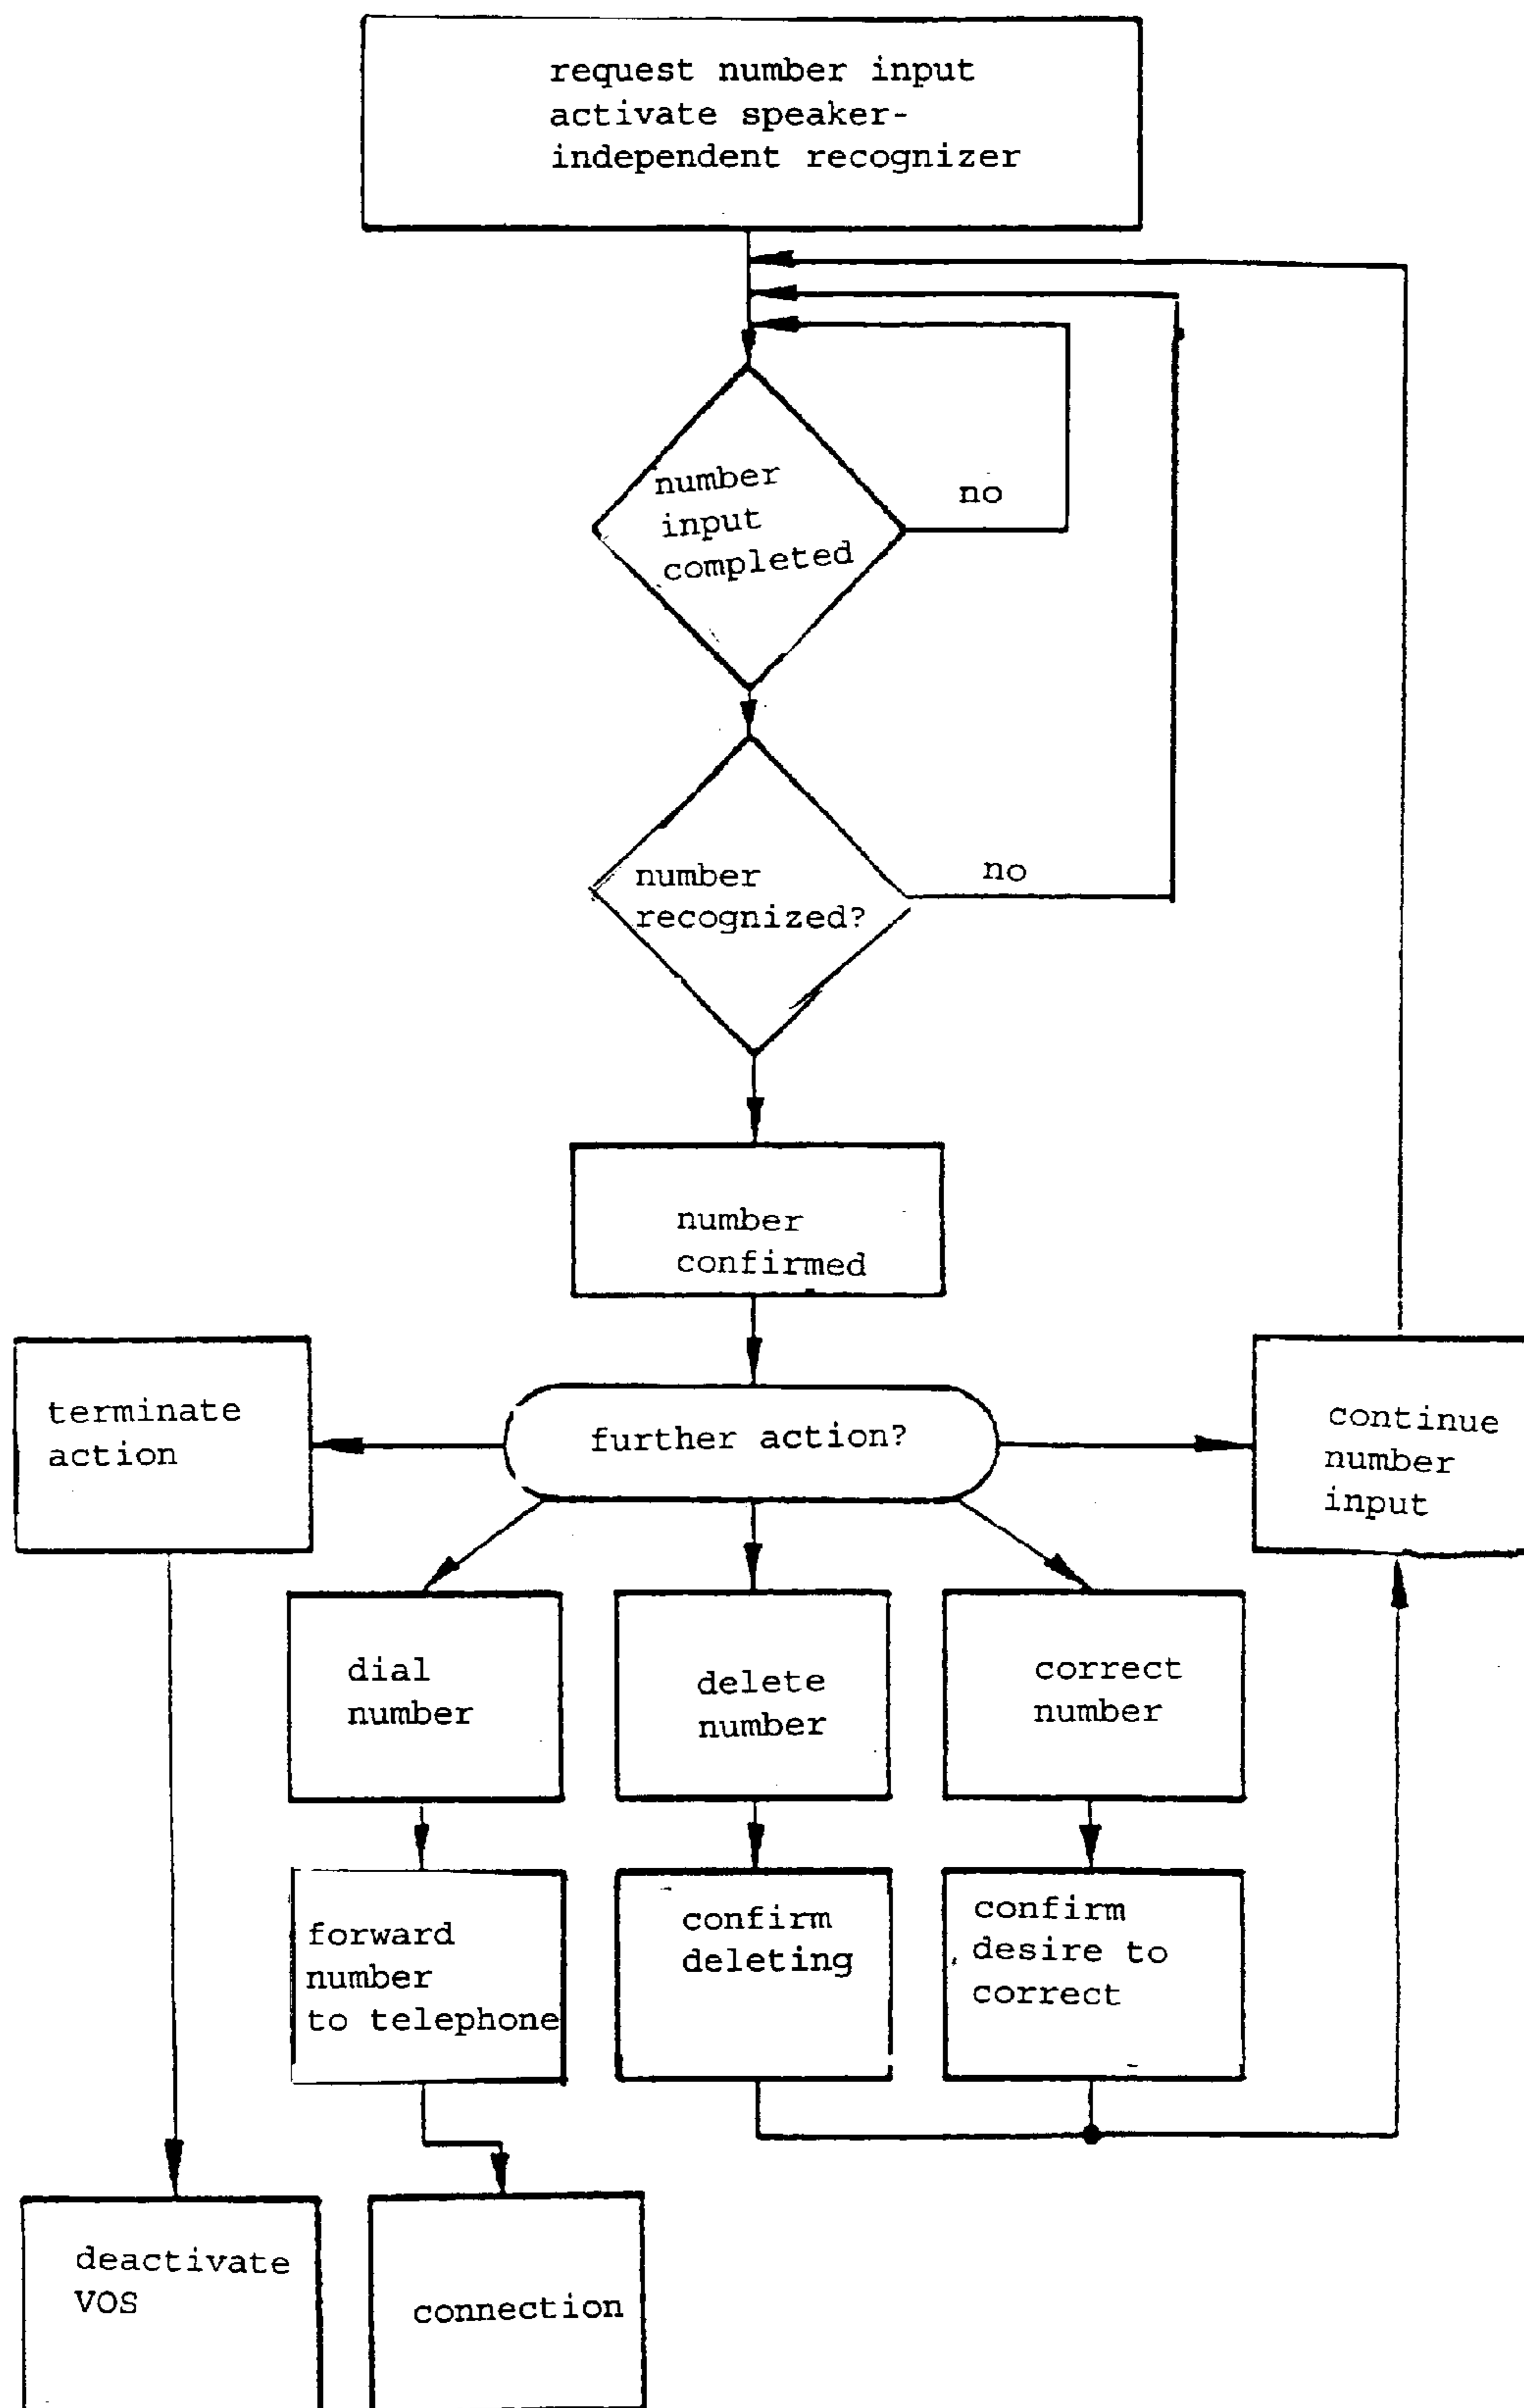 request number input
activate speaker-
independent recognizer
number
input
completed
no
number
recognized?
no
number
confirmed
terminate
action
further action?
continue
number
input
dial
number
delete
number
correct
number
forward
number
to telephone
confirm
deleting
confirm
desire to
correct
deactivate
VOS
connection